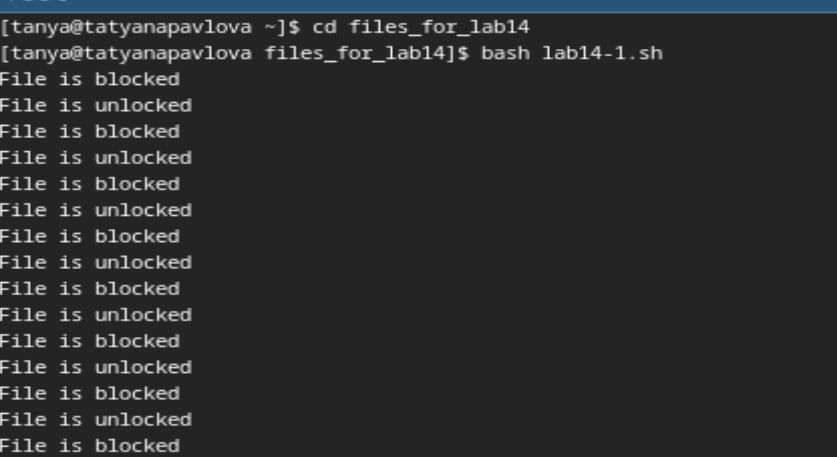 [tanya@tatyanapavlova ~]$ cd files_for_lab14
[tanya@tatyanapavlova files_for_lab14]$ bash lab14-1.sh
File is blocked
File is unlocked
File is blocked
File is unlocked
File is blocked
File is unlocked
File is blocked
File is unlocked
File is blocked
File is unlocked
File is blocked
File is unlocked
File is blocked
File is unlocked
File is blocked